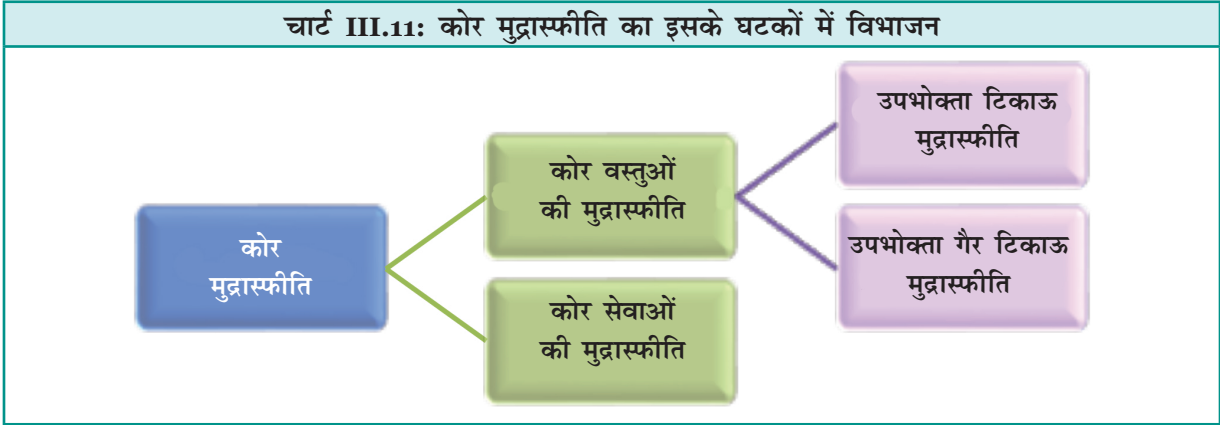 चार्ट III.11: कोर मुद्रास्फीति का इसके घटकों में विभाजन
कोर
मुद्रास्फीति
कोर वस्तुओं
की मुद्रास्फीति
कोर सेवाओं
की मुद्रास्फीति
उपभोक्ता टिकाऊ
मुद्रास्फीति
उपभोक्ता गैर टिकाऊ
मुद्रास्फीति